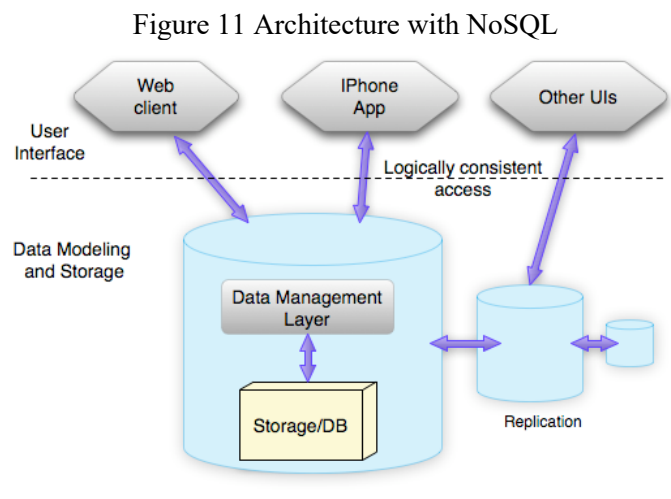 Figure 11 Architecture with NoSQL
Web
client
IPhone
App
Other UIs
User
Interface
Logically consistent
access
Data Modeling
and Storage
Data Management
Layer
Storage/DB
Replication